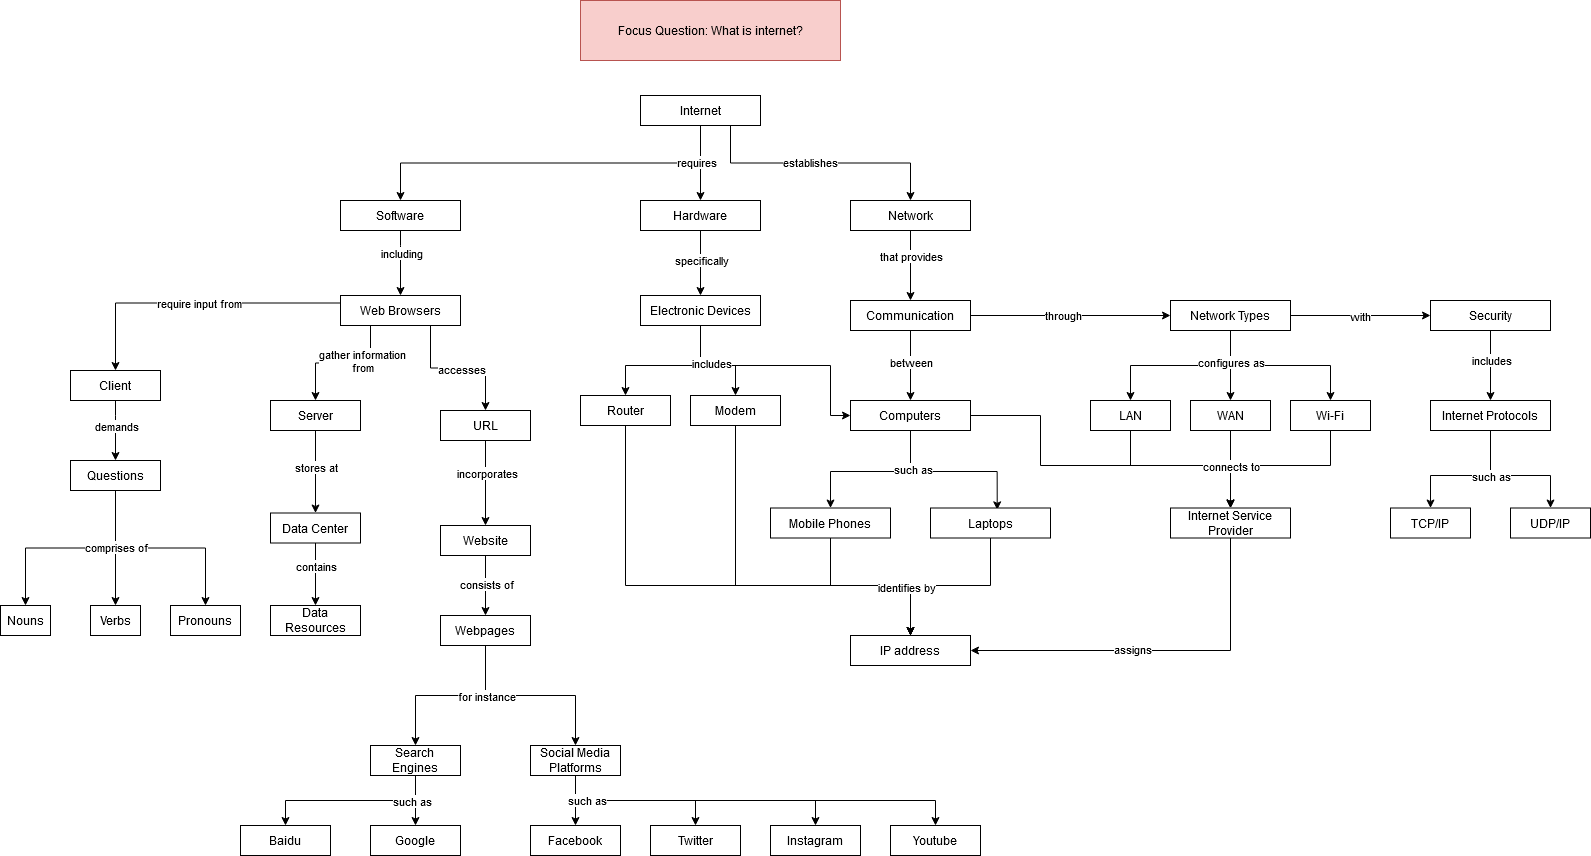 Focus Question: What is internet?
Internet
requires
establishes
Software
Hardware
Network
including
specifically
that provides
require input from
Web Browsers
Electronic Devices
Communication
through
Network Types
with
Security
gather information
from
accesses
includes
between
configures as
includes
Client
Server
URL
Router
Modem
Computers
LAN
WAN
Wi-Fi
Internet Protocols
demands
stores at
incorporates
such as
connects to
such as
Questions
Data Center
Website
Mobile Phones
Laptops
Internet Service
Provider
TCP/IP
UDP/IP
comprises of
contains
consists of
identifies by
Nouns
Verbs
Pronouns
Data
Resources
Webpages
IP address
assigns
for instance
Search
Engines
Social Media
Platforms
such as
such as
Baidu
Google
Facebook
Twitter
Instagram
Youtube